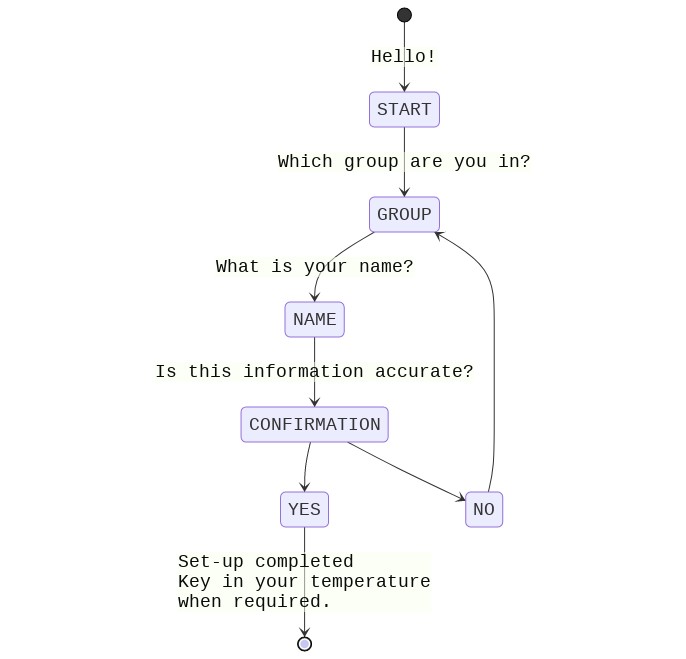 Hello!
START
Which group are you in?
GROUP
What is your name?
NAME
Is this information accurate?
CONFIRMATION
YES
NO
Set-up completed
Key in your temperature
when required.